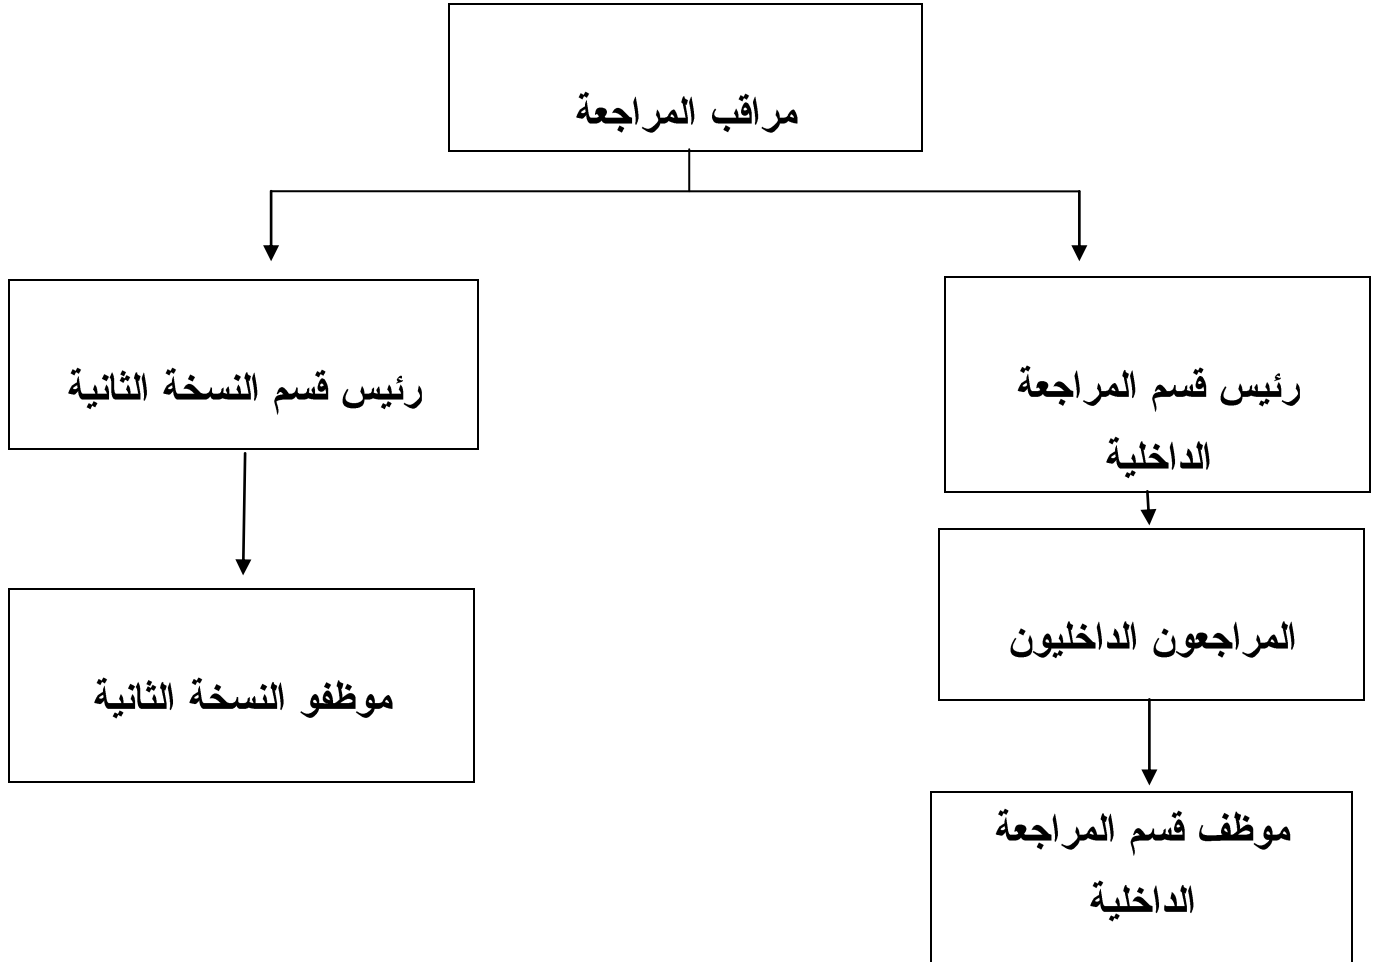 مراقب المراجعة
رئيس قسم المراجعة
الداخلية
رئيس قسم النسخة الثانية
المراجعون الداخليون
موظفو النسخة الثانية
موظف قسم المراجعة
الداخلية